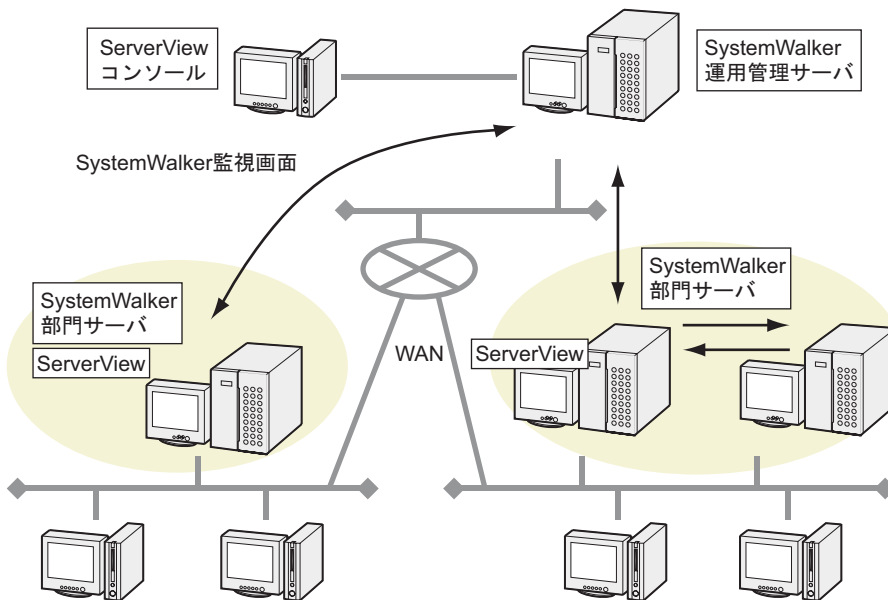 ServerView
コンソール
SystemWalker
運用管理サーバ
SystemWalker監視画面
SystemWalker
部門サーバ
SystemWalker
部門サーバ
ServerView
WAN
ServerView